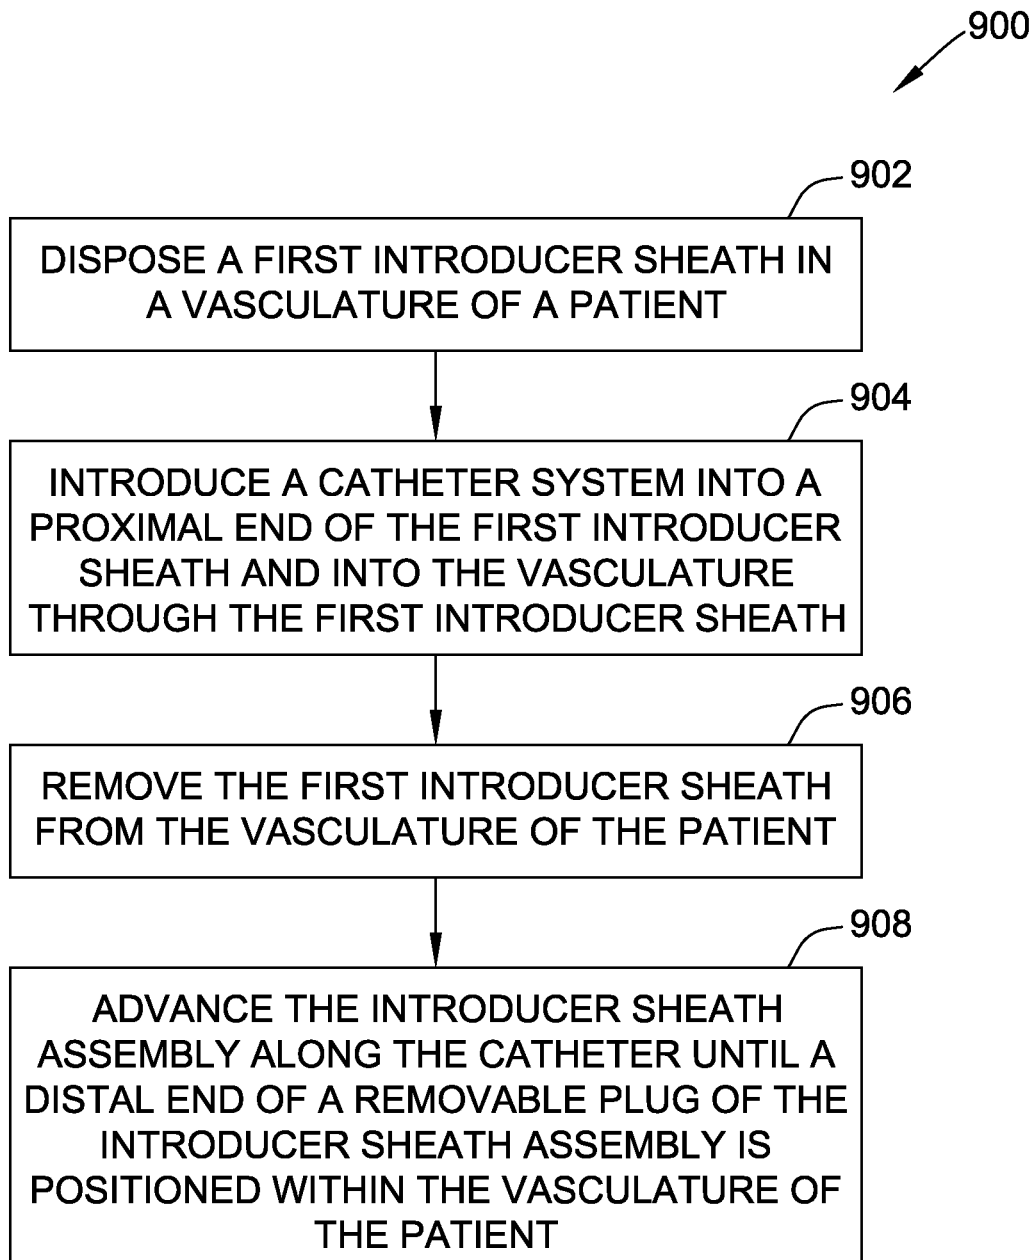 900
902
DISPOSE A FIRST INTRODUCER SHEATH IN
A VASCULATURE OF A PATIENT
904
INTRODUCE A CATHETER SYSTEM INTO A
PROXIMAL END OF THE FIRST INTRODUCER
SHEATH AND INTO THE VASCULATURE
THROUGH THE FIRST INTRODUCER SHEATH
906
REMOVE THE FIRST INTRODUCER SHEATH
FROM THE VASCULATURE OF THE PATIENT
908
ADVANCE THE INTRODUCER SHEATH
ASSEMBLY ALONG THE CATHETER UNTIL A
DISTAL END OF A REMOVABLE PLUG OF THE
INTRODUCER SHEATH ASSEMBLY IS
POSITIONED WITHIN THE VASCULATURE OF
THE PATIENT